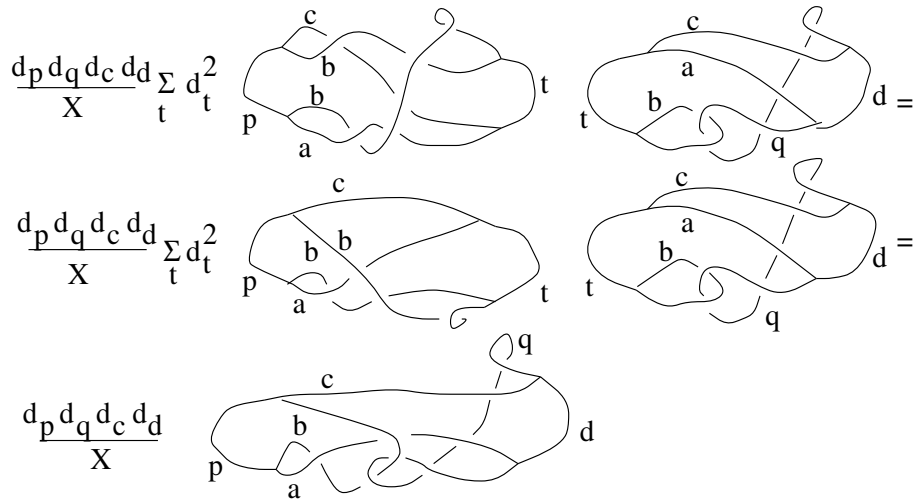 c c
d_p d_q d_c d_d / X Σ_t d_t^2 b a
b t b d =
p a t q
c c
d_p d_q d_c d_d / X Σ_t d_t^2 b b a
p a t t b q d =
c q
d_p d_q d_c d_d / X b d
p a